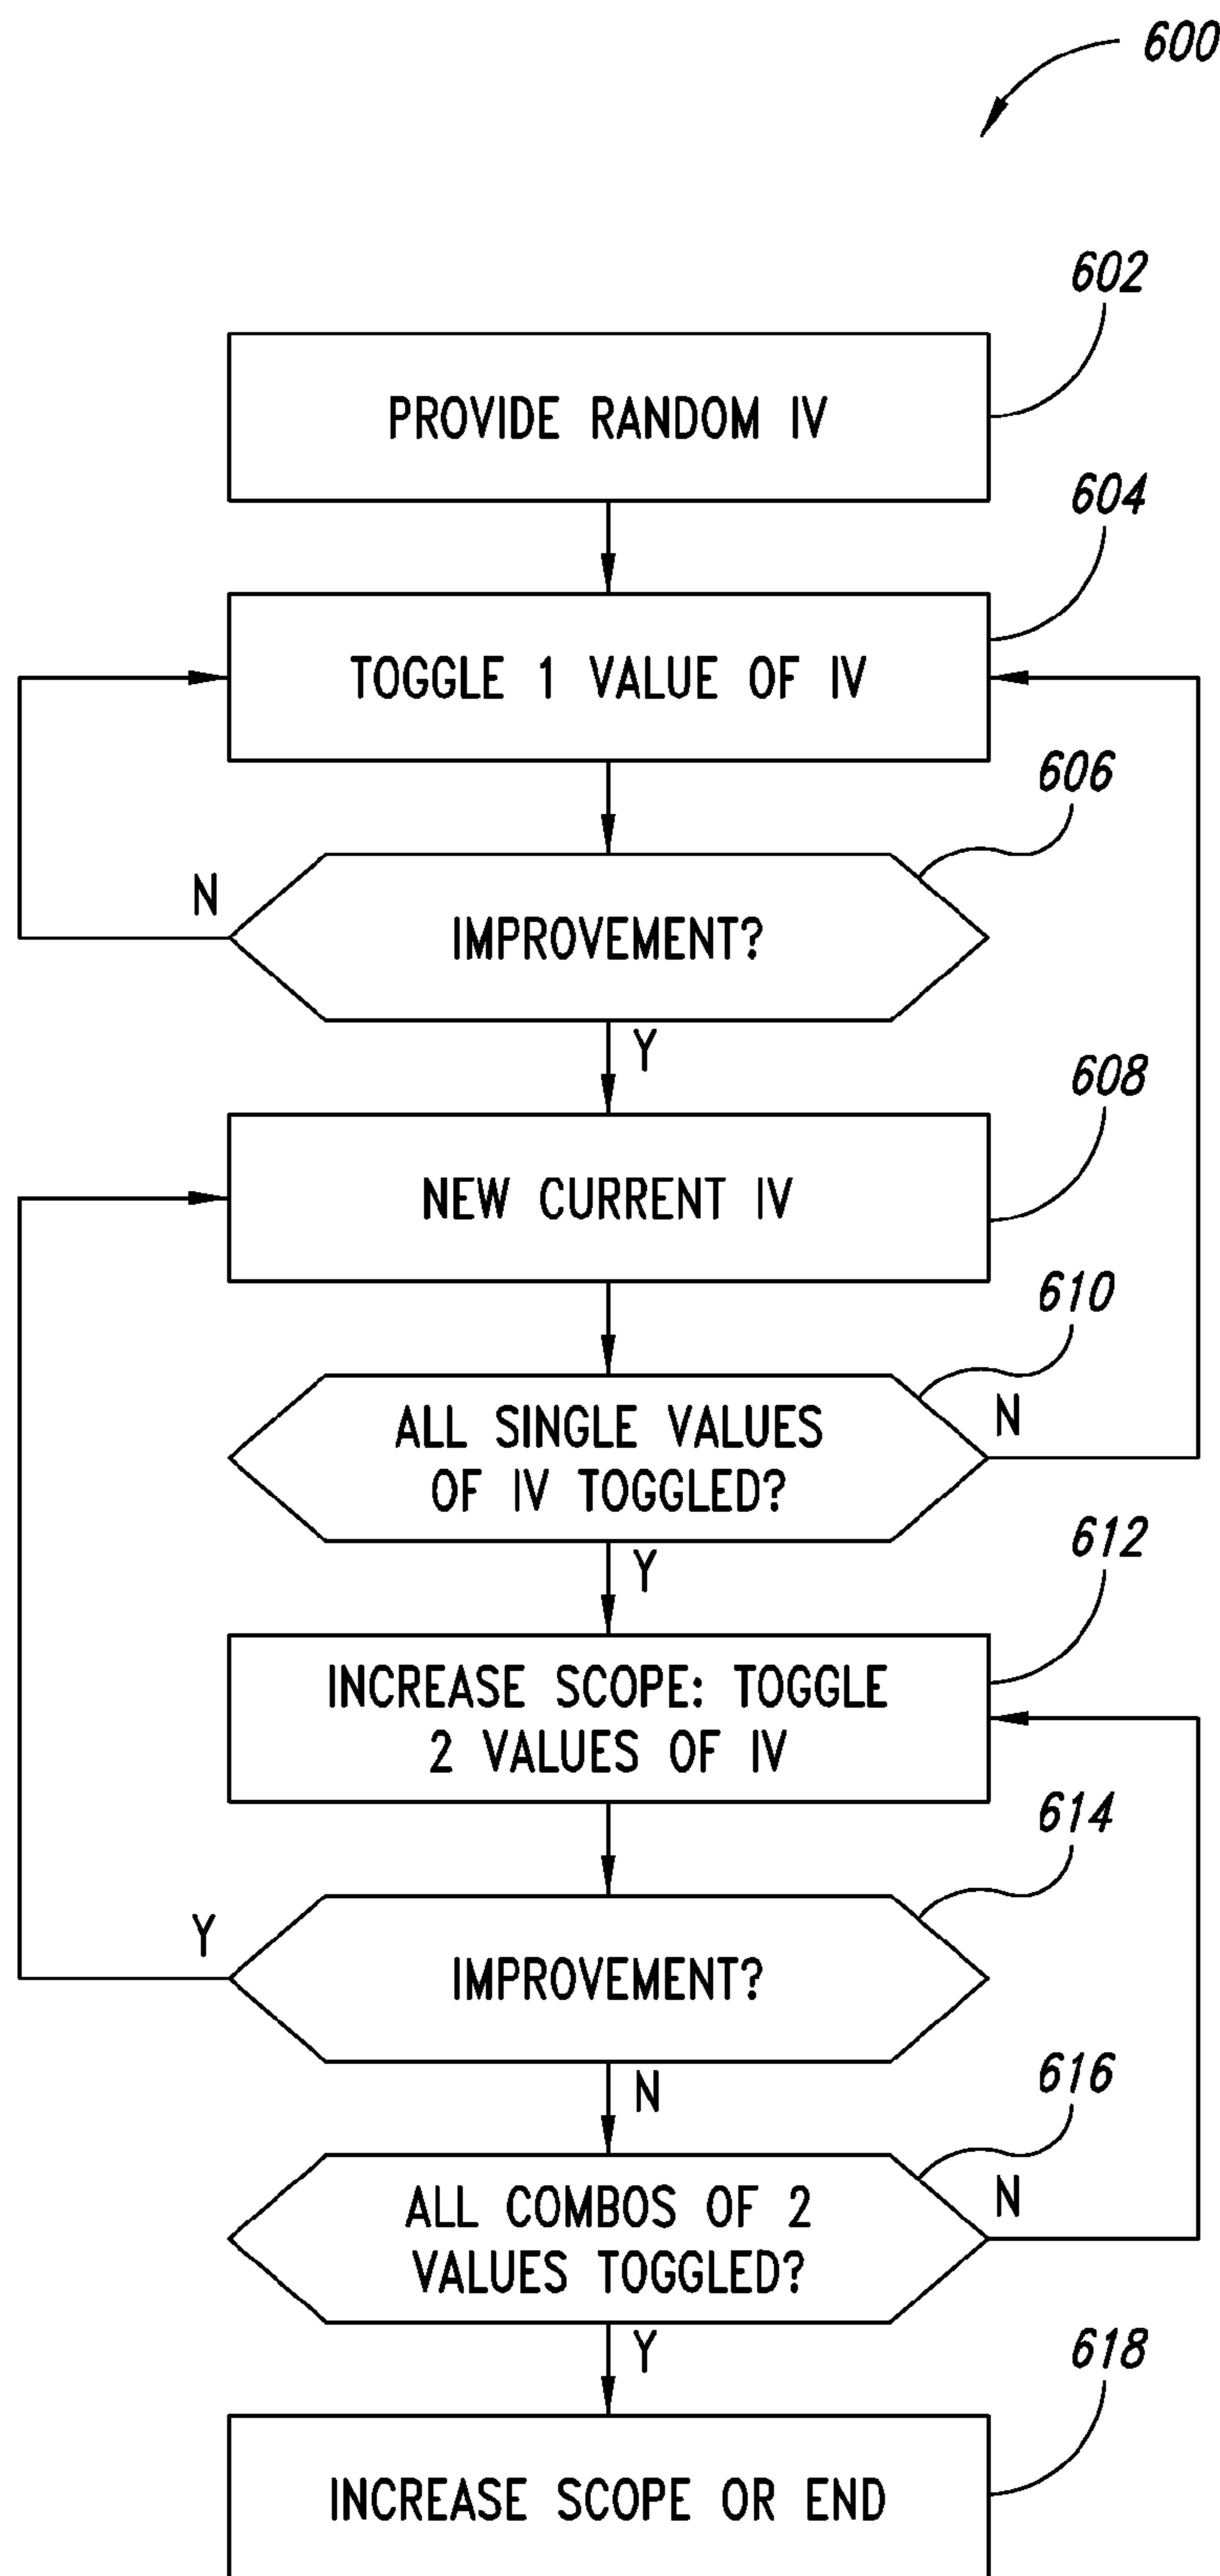 600
602
PROVIDE RANDOM IV
604
TOGGLE 1 VALUE OF IV
606
N
IMPROVEMENT?
Y
608
NEW CURRENT IV
610
ALL SINGLE VALUES
OF IV TOGGLED?
N
Y
612
INCREASE SCOPE: TOGGLE
2 VALUES OF IV
614
Y
IMPROVEMENT?
N
616
ALL COMBOS OF 2
VALUES TOGGLED?
N
Y
618
INCREASE SCOPE OR END